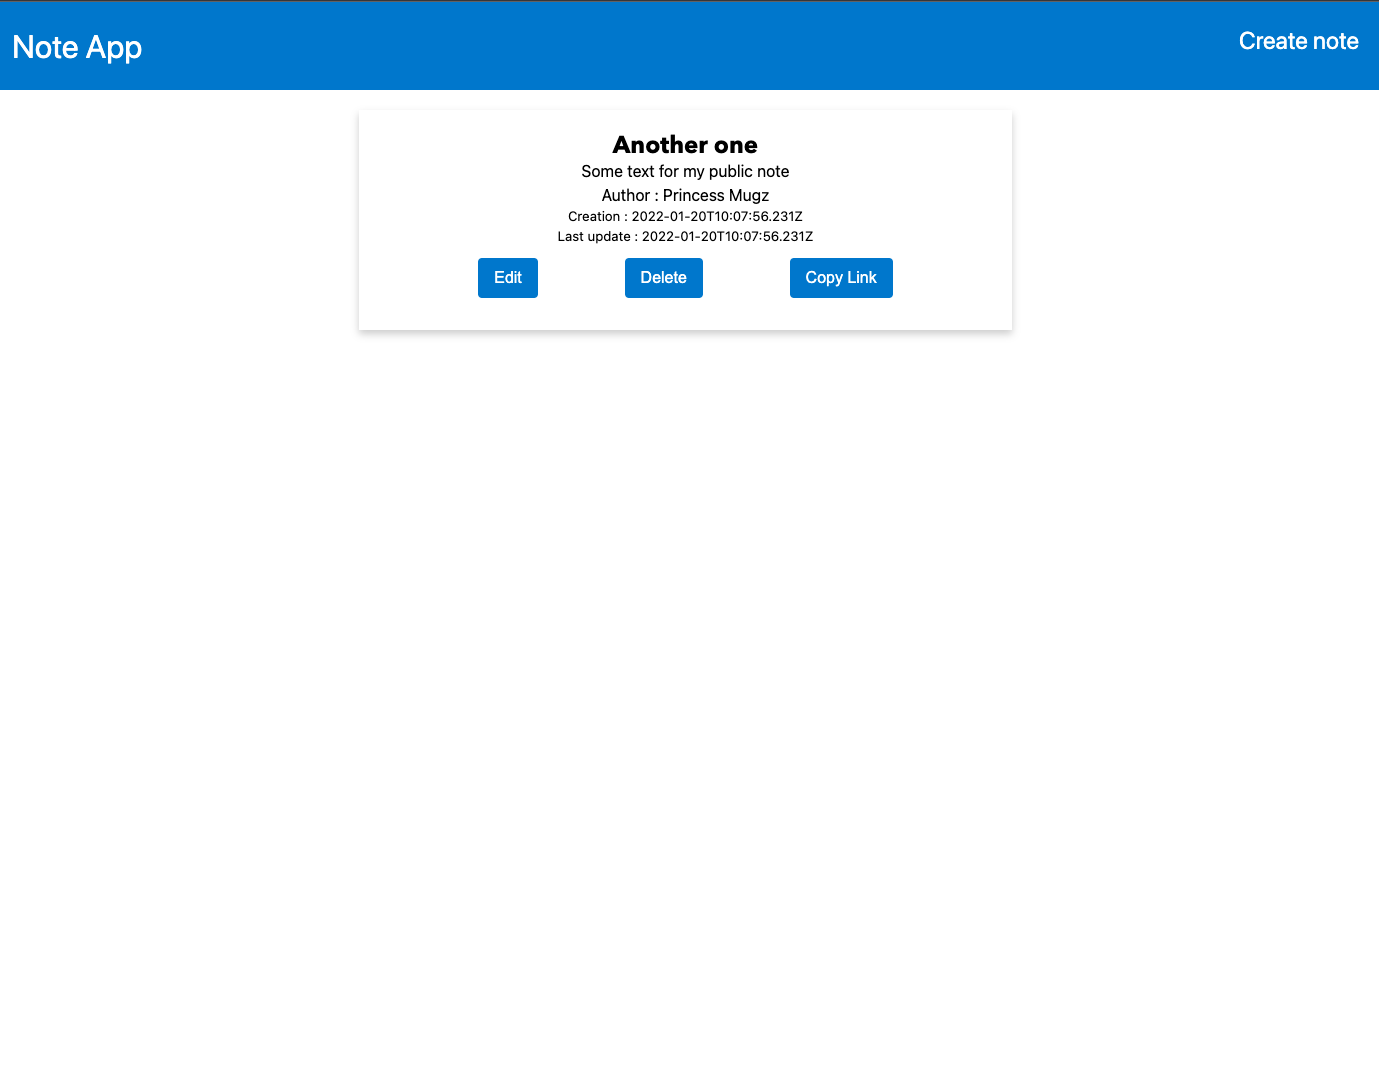 Note App
Create note
Another one
Some text for my public note
Author : Princess Mugz
Creation : 2022-01-20T10:07:56.231Z
Last update : 2022-01-20T10:07:56.231Z
Edit
Delete
Copy Link